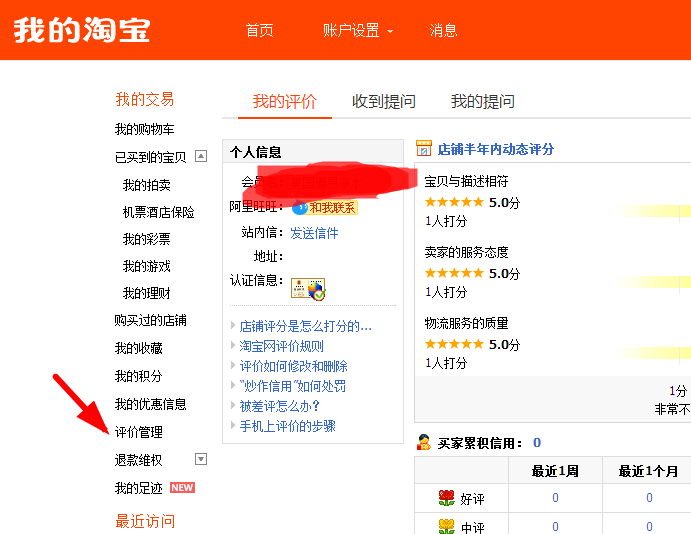 我的淘宝
首页
账户设置
消息
我的交易
我的购物车
已买到的宝贝
我的拍卖
机票酒店保险
我的彩票
我的游戏
我的理财
购买过的店铺
我的收藏
我的积分
我的优惠信息
评价管理
退款维权
我的足迹 NEW
最近访问
我的评价
收到提问
我的提问
个人信息
会员
阿里旺旺： 和我联系
站内信： 发送信件
地址：
认证信息：
店铺评分是怎么打分的...
淘宝网评价规则
评价如何修改和删除
“炒作信用”如何处罚
被差评怎么办？
手机上评价的步骤
店铺半年内动态评分
宝贝与描述相符
5.0分
1人打分
卖家的服务态度
5.0分
1人打分
物流服务的质量
5.0分
1人打分
1分
非常不
买家累积信用： 0
最近1周 最近1个月
好评 0 0
中评 0 0